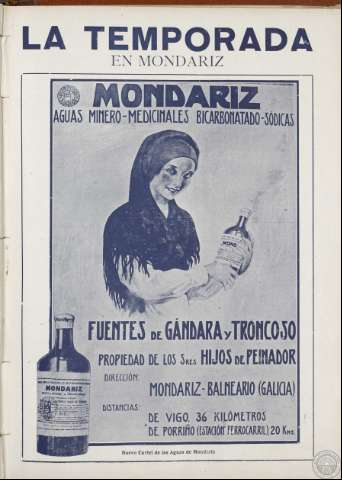 LA TEMPORADA
EN MONDARIZ
MONDARIZ
AGUAS MINERO-MEDICINALES BICARBONATADO-SÓDICAS
MOND
FUENTES DE GÁNDARA Y TRONCOSO
PROPIEDAD DE LOS SRES HIJOS DE PEINADOR
DIRECCIÓN:
MONDARIZ-BALNEARIO (GALICIA)
DISTANCIAS:
DE VIGO, 36 KILÓMETROS
DE PORRIÑO (ESTACIÓN FERROCARRIL) 20 KMS.
MONDARIZ
Nuevo Cartel de las Aguas de Mondariz